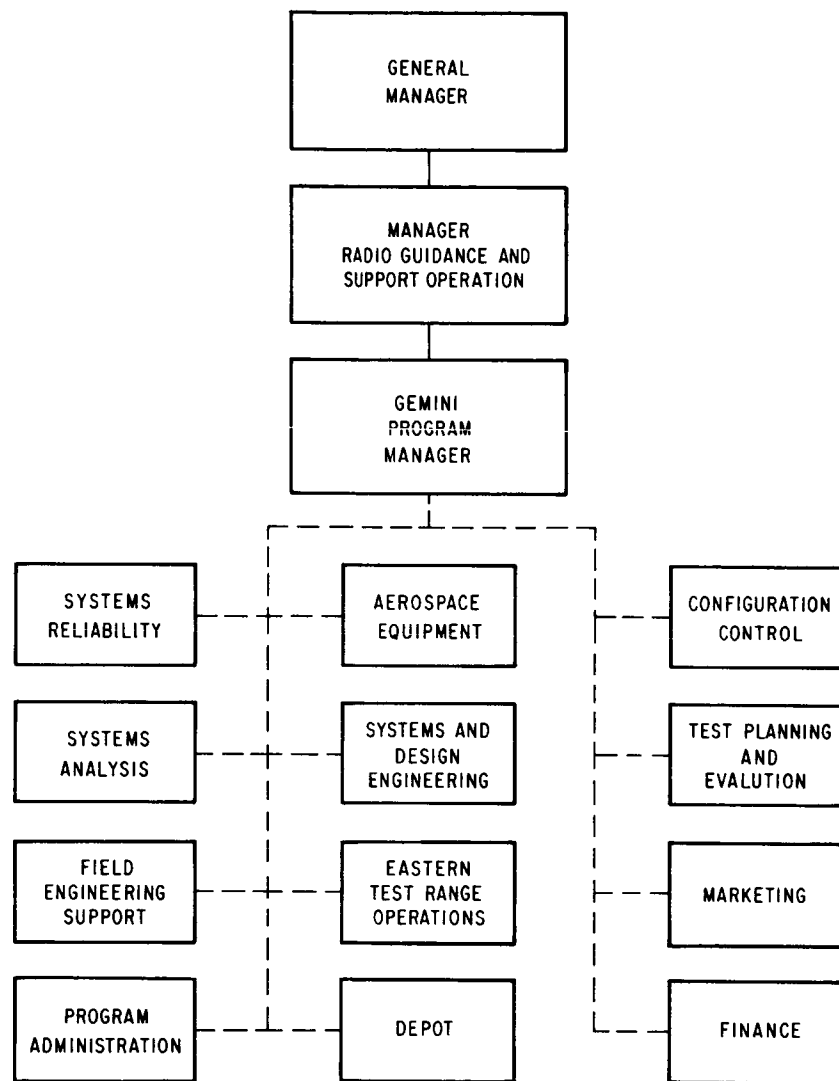 GENERAL
MANAGER
MANAGER
RADIO GUIDANCE AND
SUPPORT OPERATION
GEMINI
PROGRAM
MANAGER
SYSTEMS
RELIABILITY
AEROSPACE
EQUIPMENT
CONFIGURATION
CONTROL
SYSTEMS
ANALYSIS
SYSTEMS AND
DESIGN
ENGINEERING
TEST PLANNING
AND
EVALUTION
FIELD
ENGINEERING
SUPPORT
EASTERN
TEST RANGE
OPERATIONS
MARKETING
PROGRAM
ADMINISTRATION
DEPOT
FINANCE